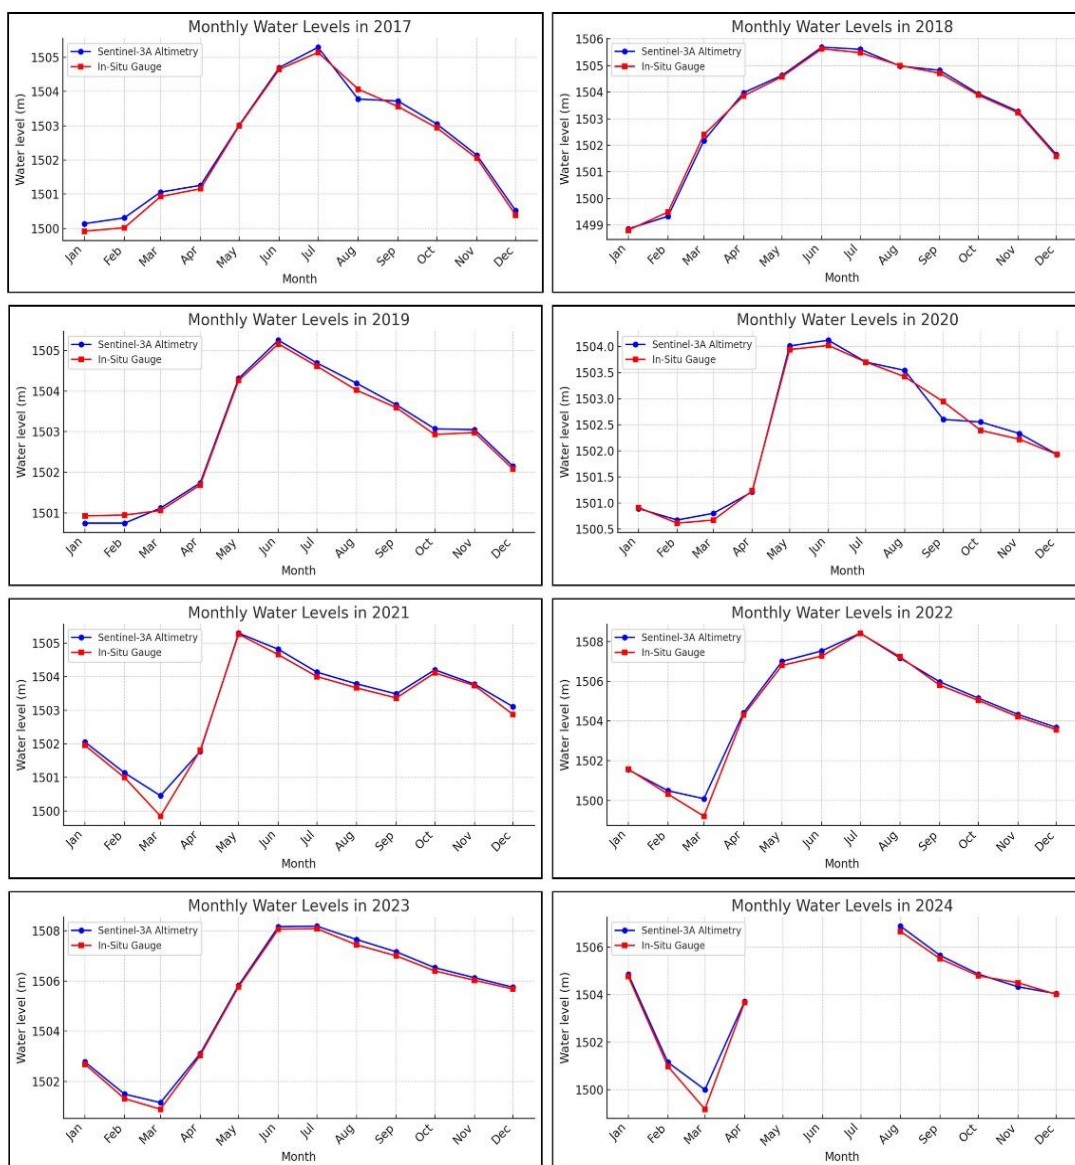 Monthly Water Levels in 2017
Sentinel-3A Altimetry
In-Situ Gauge
Water level (m)
1505
1504
1503
1502
1501
1500
Jan Feb Mar Apr May Jun Jul Aug Sep Oct Nov Dec
Month
Monthly Water Levels in 2018
Sentinel-3A Altimetry
In-Situ Gauge
Water level (m)
1506
1505
1504
1503
1502
1500
1499
Jan Feb Mar Apr May Jun Jul Aug Sep Oct Nov Dec
Month
Monthly Water Levels in 2019
Sentinel-3A Altimetry
In-Situ Gauge
Water level (m)
1505
1504
1503
1502
1501
Jan Feb Mar Apr May Jun Jul Aug Sep Oct Nov Dec
Month
Monthly Water Levels in 2020
Sentinel-3A Altimetry
In-Situ Gauge
Water level (m)
1504.0
1503.5
1503.0
1502.5
1502.0
1501.0
1500.5
Jan Feb Mar Apr May Jun Jul Aug Sep Oct Nov Dec
Month
Monthly Water Levels in 2021
Sentinel-3A Altimetry
In-Situ Gauge
Water level (m)
1505
1504
1503
1502
1501
1500
Jan Feb Mar Apr May Jun Jul Aug Sep Oct Nov Dec
Month
Monthly Water Levels in 2022
Sentinel-3A Altimetry
In-Situ Gauge
Water level (m)
1508
1506
1504
1502
1500
Jan Feb Mar Apr May Jun Jul Aug Sep Oct Nov Dec
Month
Monthly Water Levels in 2023
Sentinel-3A Altimetry
In-Situ Gauge
Water level (m)
1508
1506
1504
1502
Jan Feb Mar Apr May Jun Jul Aug Sep Oct Nov Dec
Month
Monthly Water Levels in 2024
Sentinel-3A Altimetry
In-Situ Gauge
Water level (m)
1506
1504
1502
1500
Jan Feb Mar Apr May Jun Jul Aug Sep Oct Nov Dec
Month